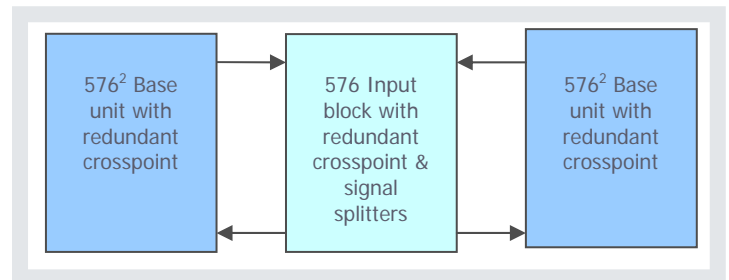 576² Base
unit with
redundant
crosspoint
576 Input
block with
redundant
crosspoint &
signal
splitters
576² Base
unit with
redundant
crosspoint